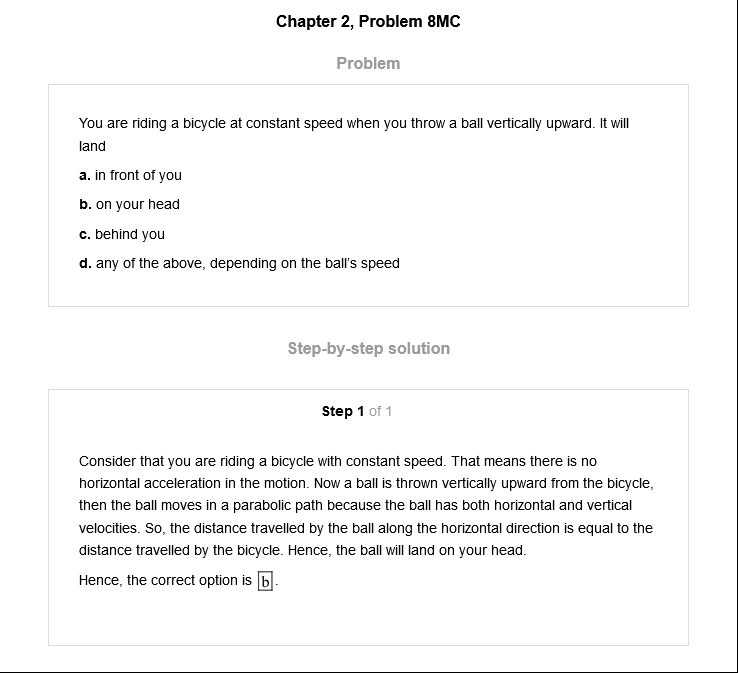 Chapter 2, Problem 8MC
Problem
You are riding a bicycle at constant speed when you throw a ball vertically upward. It will
land
a. in front of you
b. on your head
c. behind you
d. any of the above, depending on the ball's speed
Step-by-step solution
Step 1 of 1
Consider that you are riding a bicycle with constant speed. That means there is no
horizontal acceleration in the motion. Now a ball is thrown vertically upward from the bicycle,
then the ball moves in a parabolic path because the ball has both horizontal and vertical
velocities. So, the distance travelled by the ball along the horizontal direction is equal to the
distance travelled by the bicycle. Hence, the ball will land on your head.
Hence, the correct option is b.